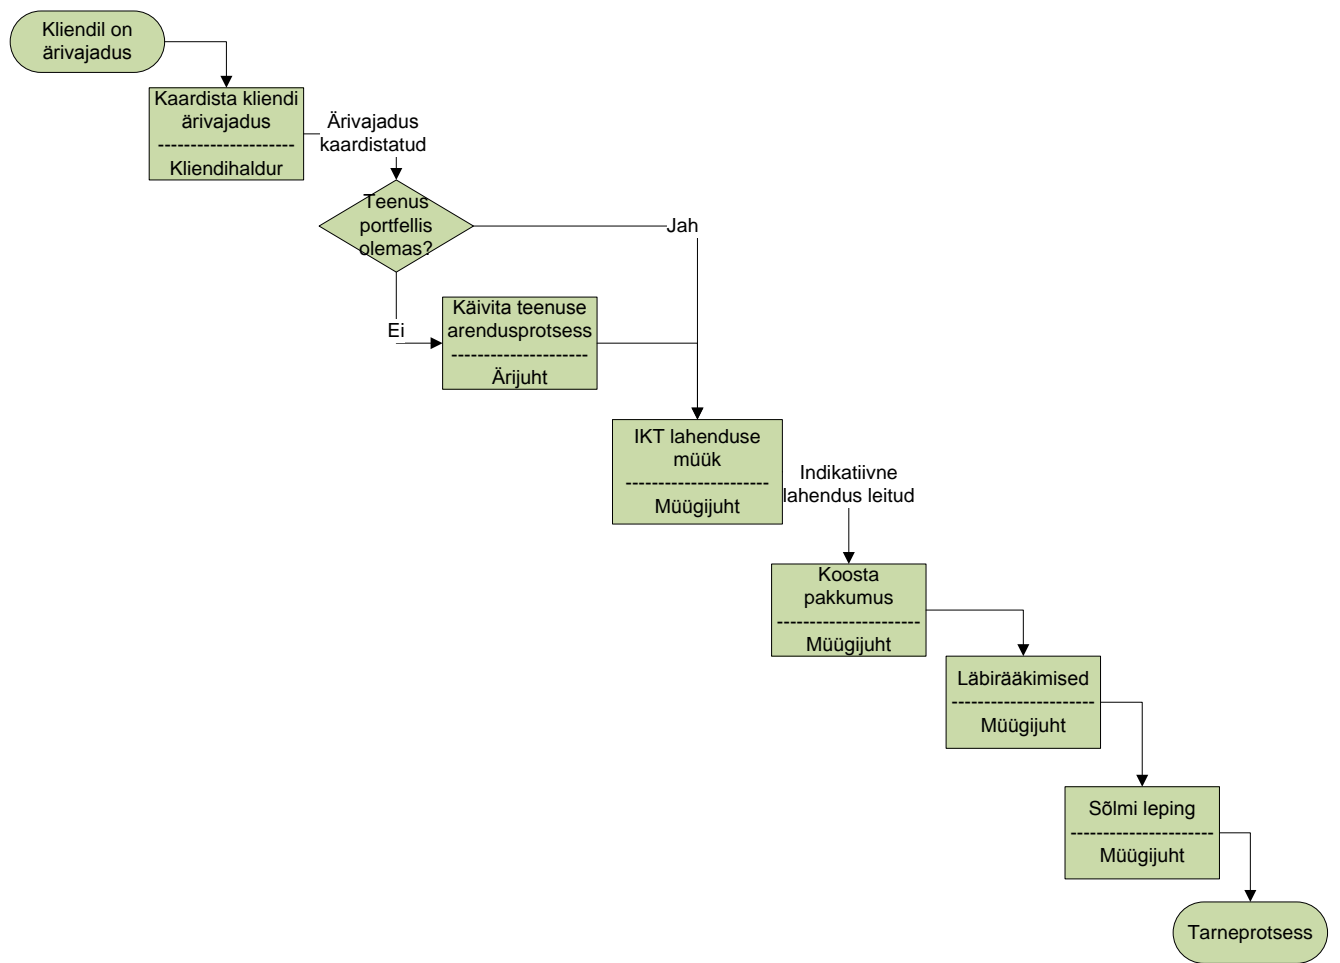 Kliendil on
ärivajadus
Kaardista kliendi
ärivajadus
----------------------
Kliendihaldur
Ärivajadus
kaardistatud
Teenus
portfellis
olemas?
Jah
Ei
Käivita teenuse
arendusprotsess
----------------------
Ärijuht
IKT lahenduse
müük
----------------------
Müügijuht
Indikatiivne
lahendus leitud
Koosta
pakkumus
----------------------
Müügijuht
Läbirääkimised
----------------------
Müügijuht
Sõlmi leping
----------------------
Müügijuht
Tarneprotsess